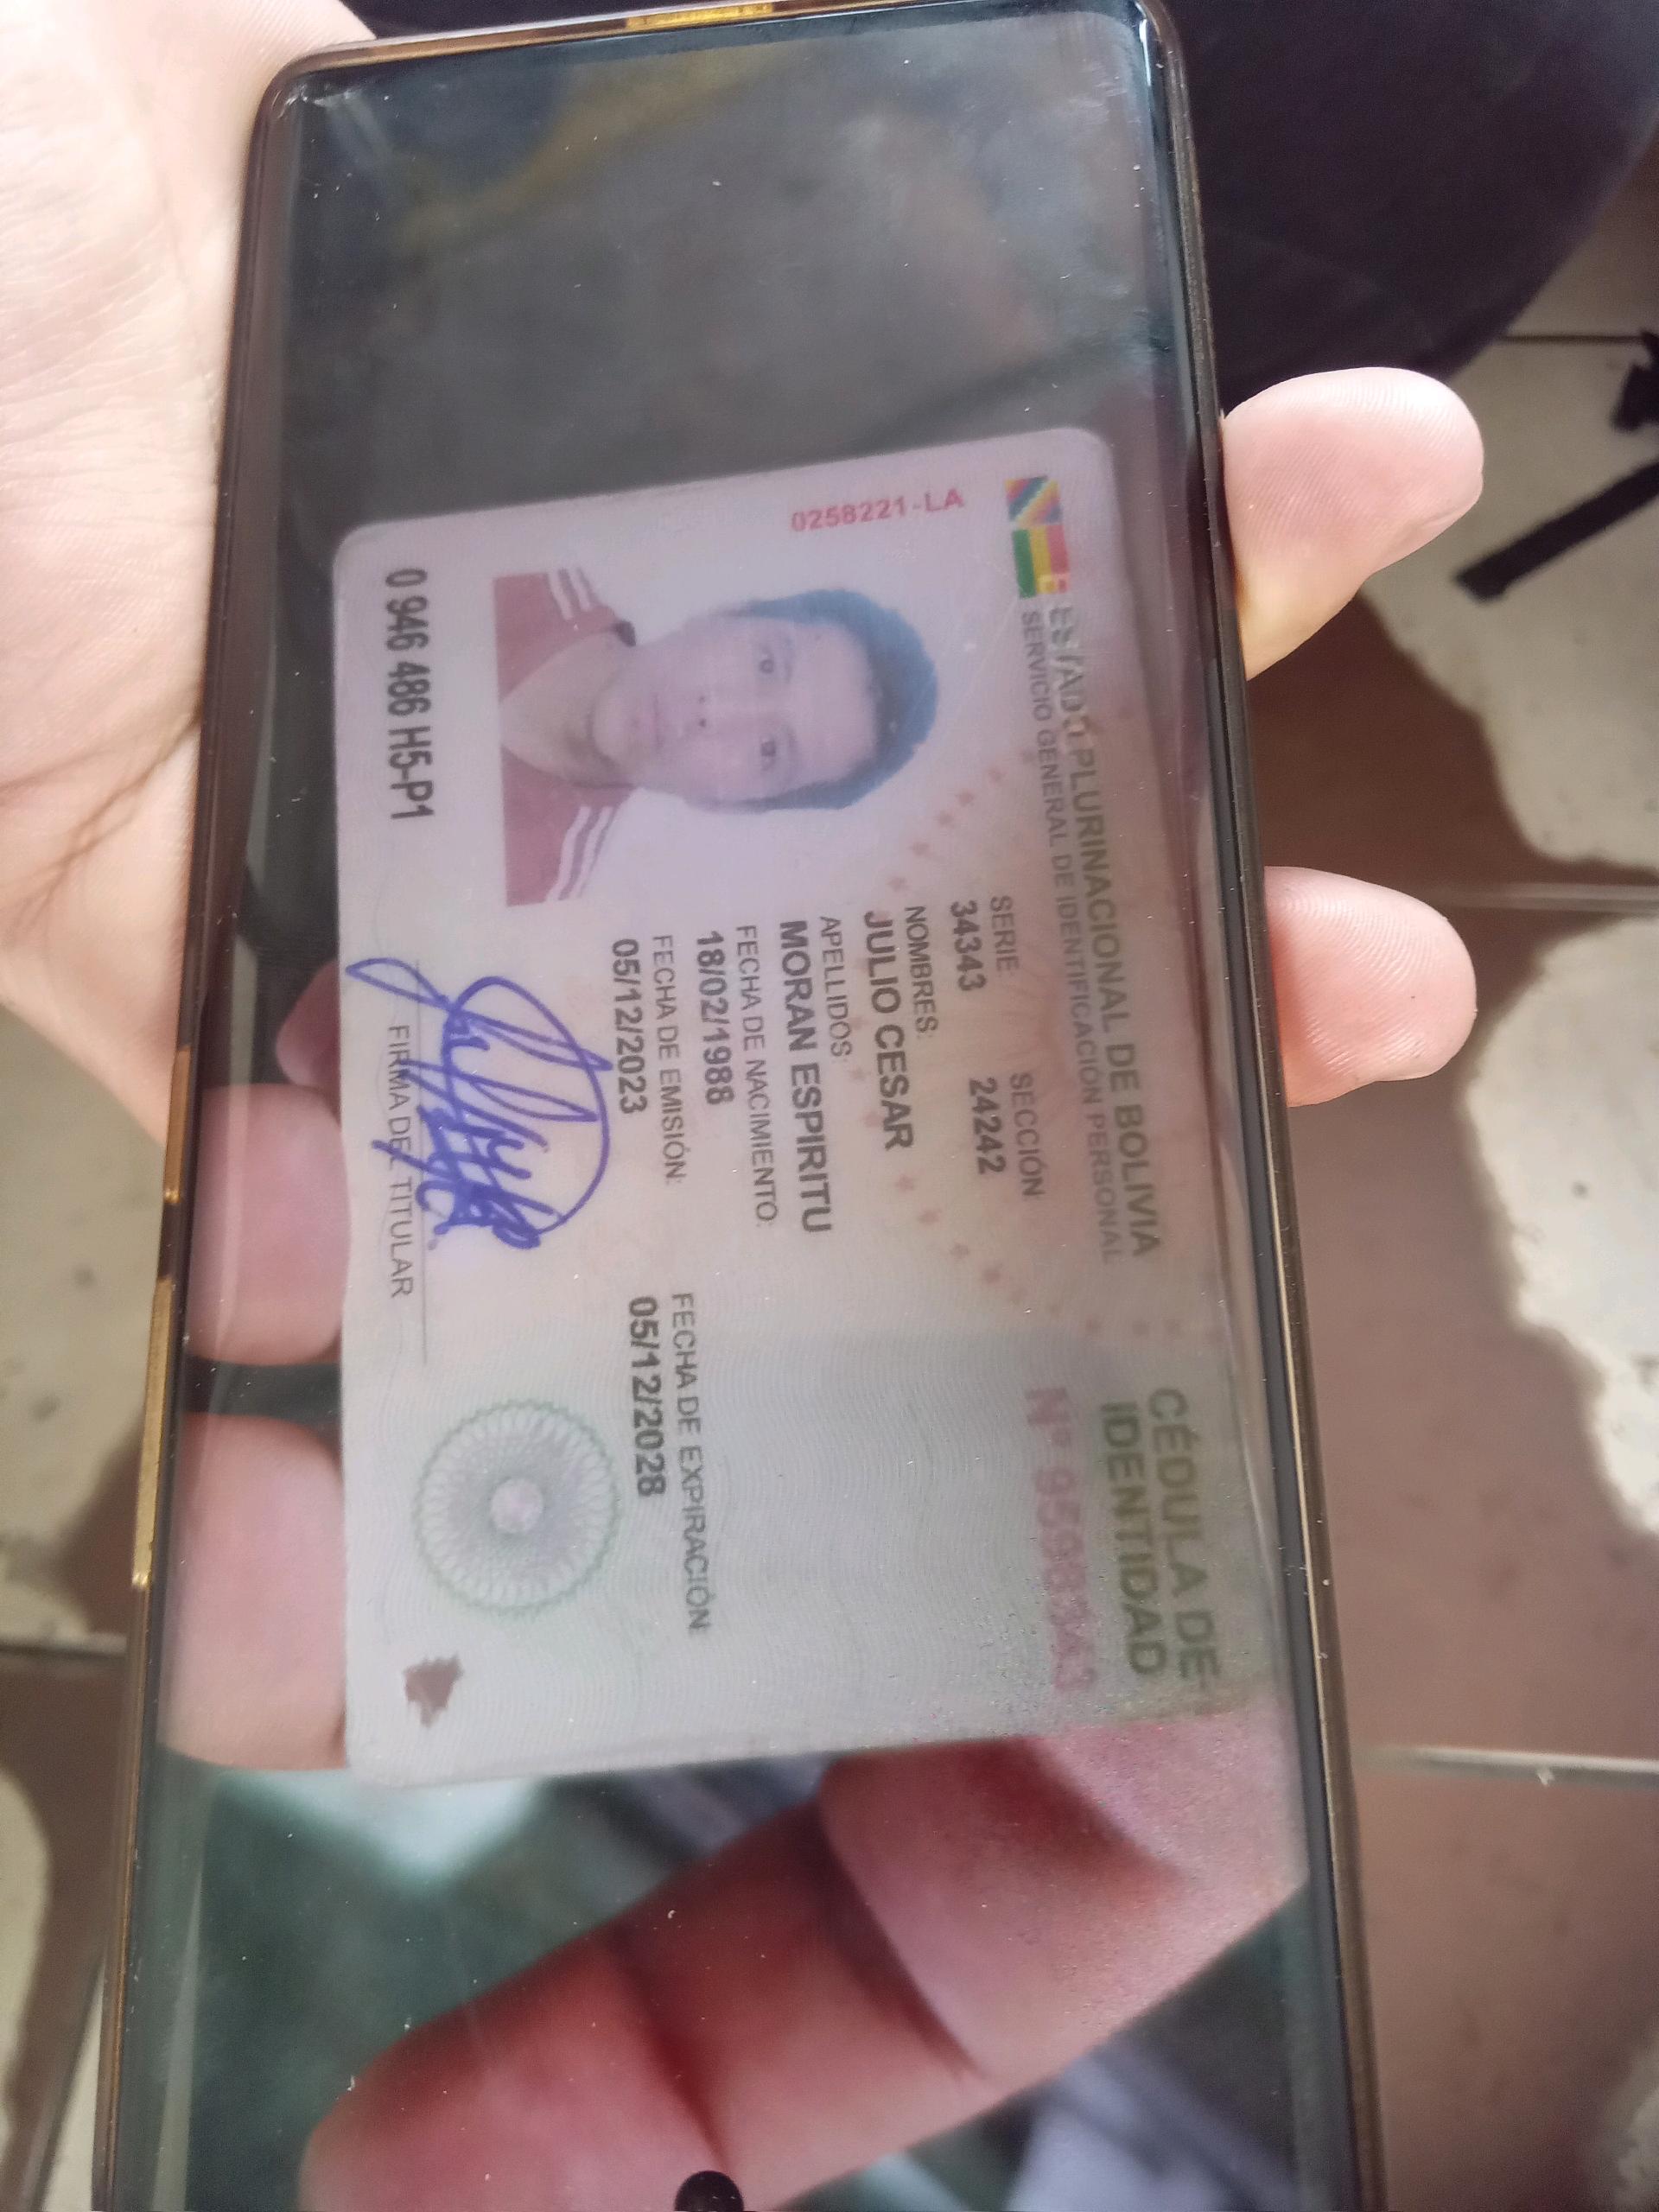 ESTADO PLURINACIONAL DE BOLIVIA
SERVICIO GENERAL DE IDENTIFICACIÓN PERSONAL
CÉDULA DE
IDENTIDAD
0258221-LA
SERIE SECCIÓN
34343 24242
NOMBRES:
JULIO CESAR
APELLIDOS:
MORAN ESPIRITU
FECHA DE NACIMIENTO:
18/02/1988
FECHA DE EMISIÓN: FECHA DE EXPIRACIÓN:
05/12/2023 05/12/2028
FIRMA DEL TITULAR
0 946 486 H5-P1